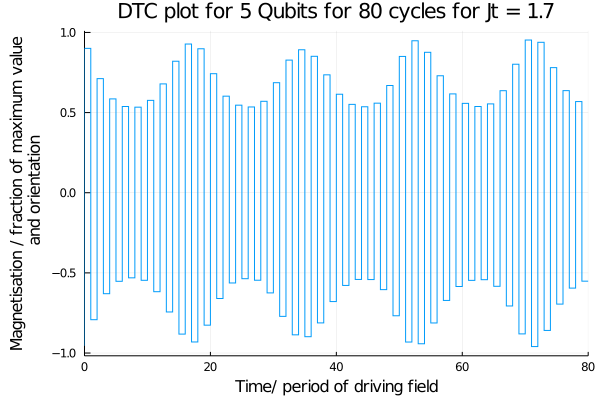 DTC plot for 5 Qubits for 80 cycles for Jt = 1.7
Magnetisation / fraction of maximum value
and orientation
1.0
0.5
0.0
−0.5
−1.0
0
20
40
60
80
Time/ period of driving field